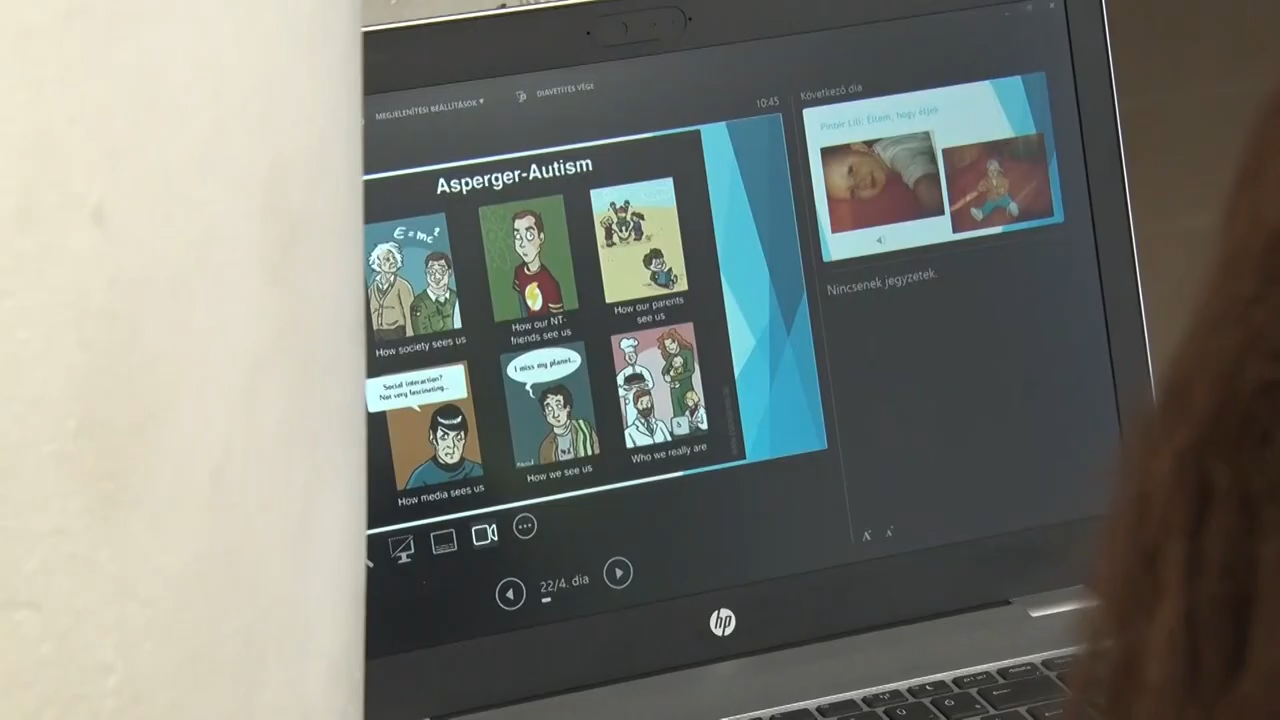 MEGJELENÍTÉSI BEÁLLÍTÁSOK ▾
DIAVETÍTÉS VÉGE
10:45
Asperger-Autism
E=mc²
How society sees us
How our NT-
friends see us
How our parents
see us
Social interaction?
Not very fascinating...
How media sees us
I miss my planet...
How we see us
Who we really are
22/4. dia
Következő dia
Pintér Lili: Éltem, hogy éljek
Nincsenek jegyzetek.
A A
hp